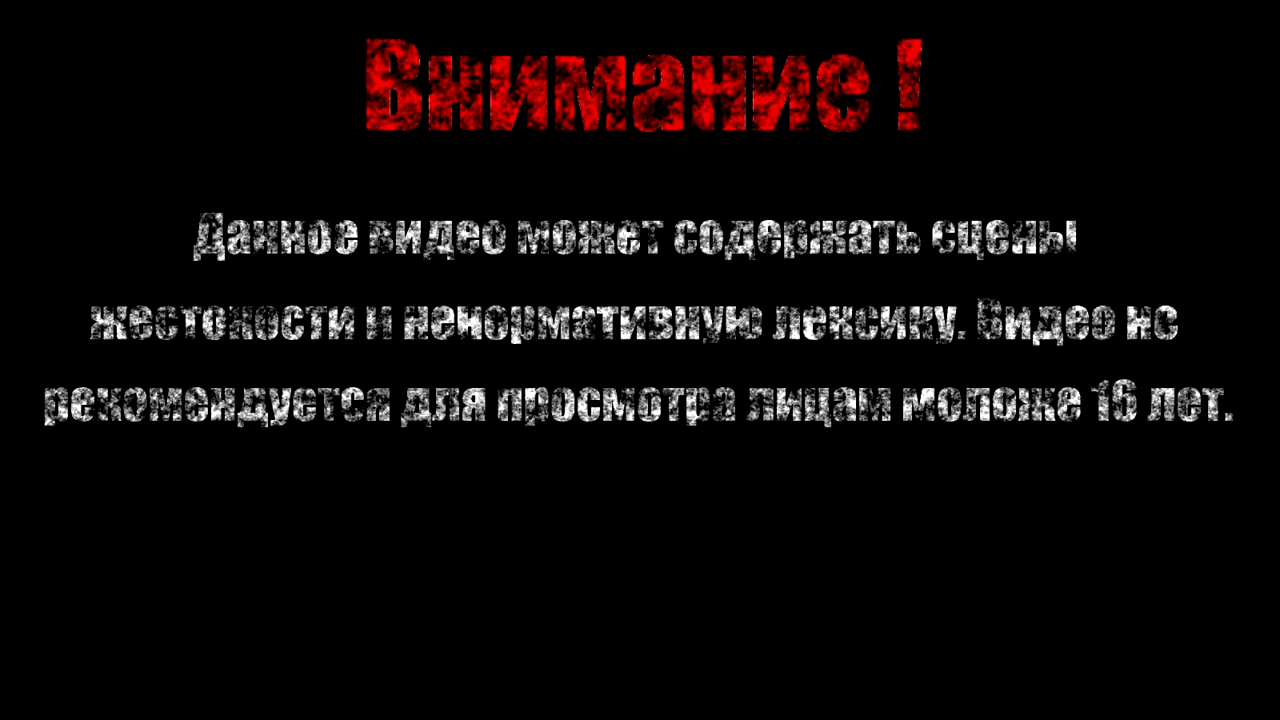 Внимание !
Данное видео может содержать сцены
жестокости и ненормативную лексику. Видео не
рекомендуется для просмотра лицам моложе 16 лет.